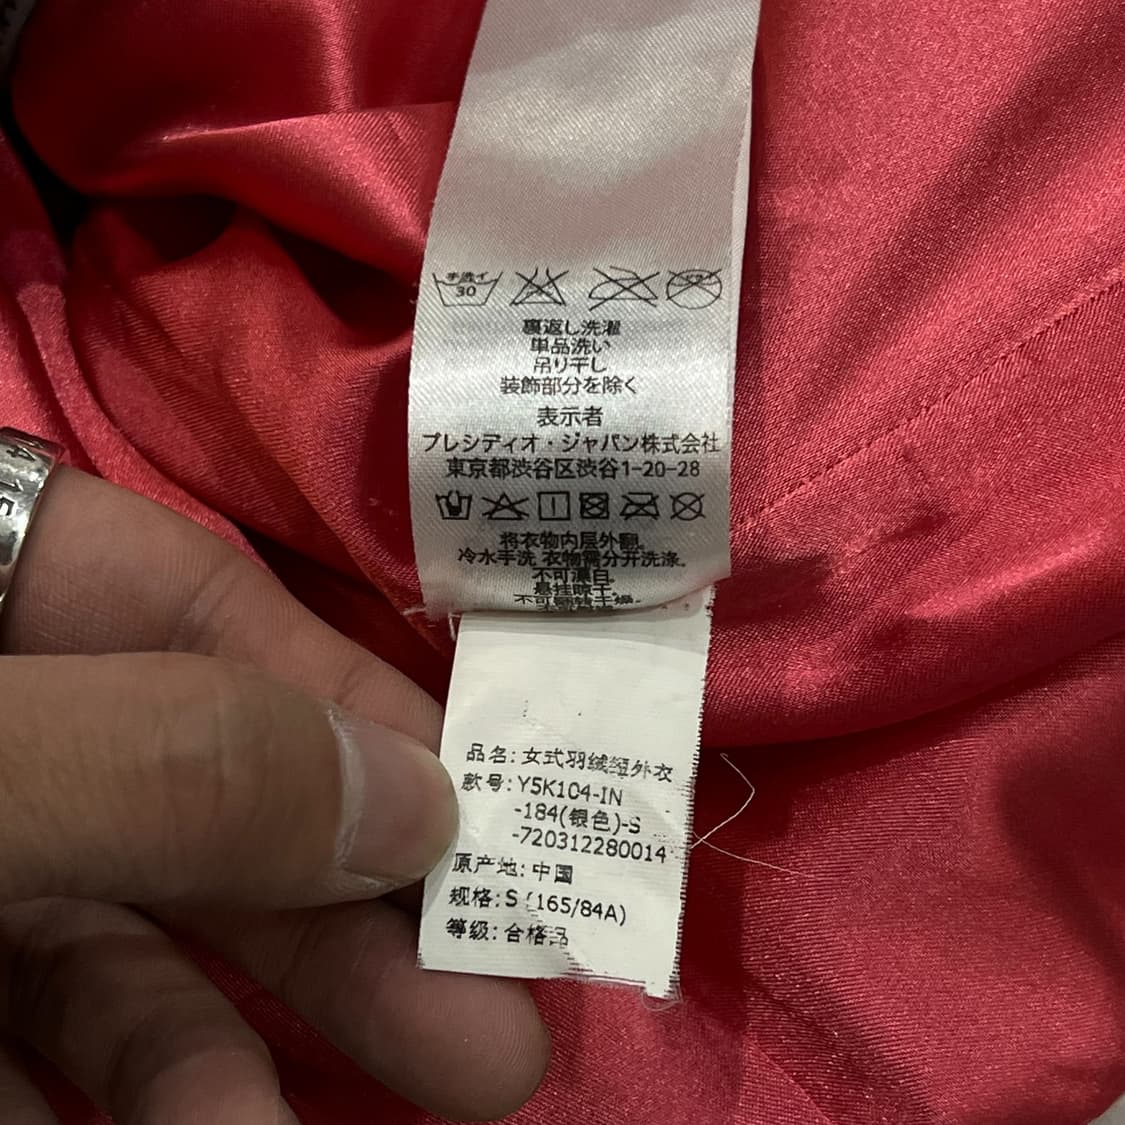 手洗イ
30
裏返し洗濯
単品洗い
吊り干し
装飾部分を除く
表示者
プレシディオ・ジャパン株式会社
東京都渋谷区渋谷1-20-28
将衣物内层外翻。
冷水手洗 衣物需分开洗涤。
不可漂白。
悬挂晾干。
品名:女式羽绒短外衣
款号:Y5K104-IN
-184(银色)-S
-720312280014
原产地:中国
规格:S (165/84A)
等级:合格品